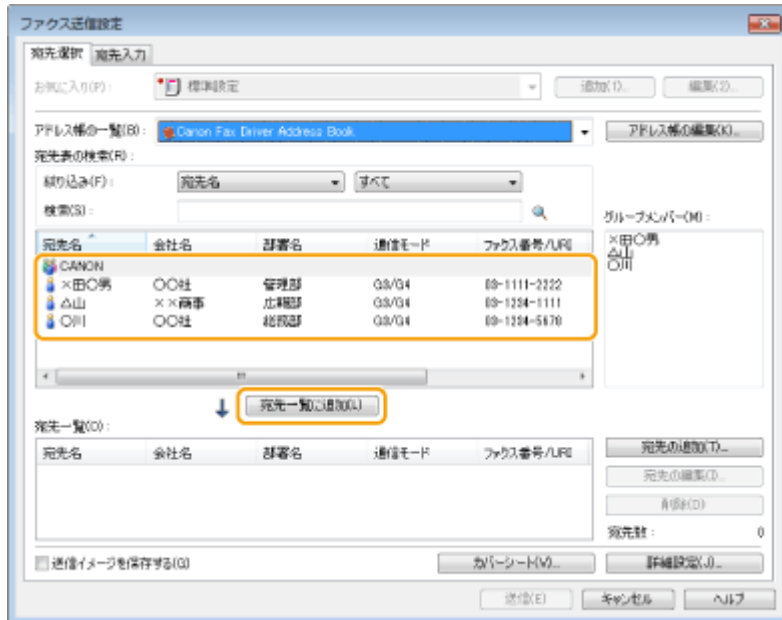 ファクス送信設定
宛先選択 宛先入力
お気に入り(P): 標準設定 追加(1)... 編集(2)...
アドレス帳の一覧(B): Canon Fax Driver Address Book アドレス帳の編集(K)...
宛先表の検索(R):
絞り込み(F): 宛先名 すべて
検索(S): グループメンバー(M):
宛先名 会社名 部署名 通信モード ファクス番号/URI
CANON
×田○男 ○○社 管理部 G3/G4 03-1111-2222
△山 ××商事 広報部 G3/G4 03-1234-1111
○川 ○○社 総務部 G3/G4 03-1234-5678
×田○男
△山
○川
宛先一覧に追加(L)
宛先一覧(O):
宛先名 会社名 部署名 通信モード ファクス番号/URI
宛先の追加(T)...
宛先の編集(I)...
削除(D)
宛先数: 0
送信イメージを保存する(G) カバーシート(V)... 詳細設定(J)...
送信(E) キャンセル ヘルプ